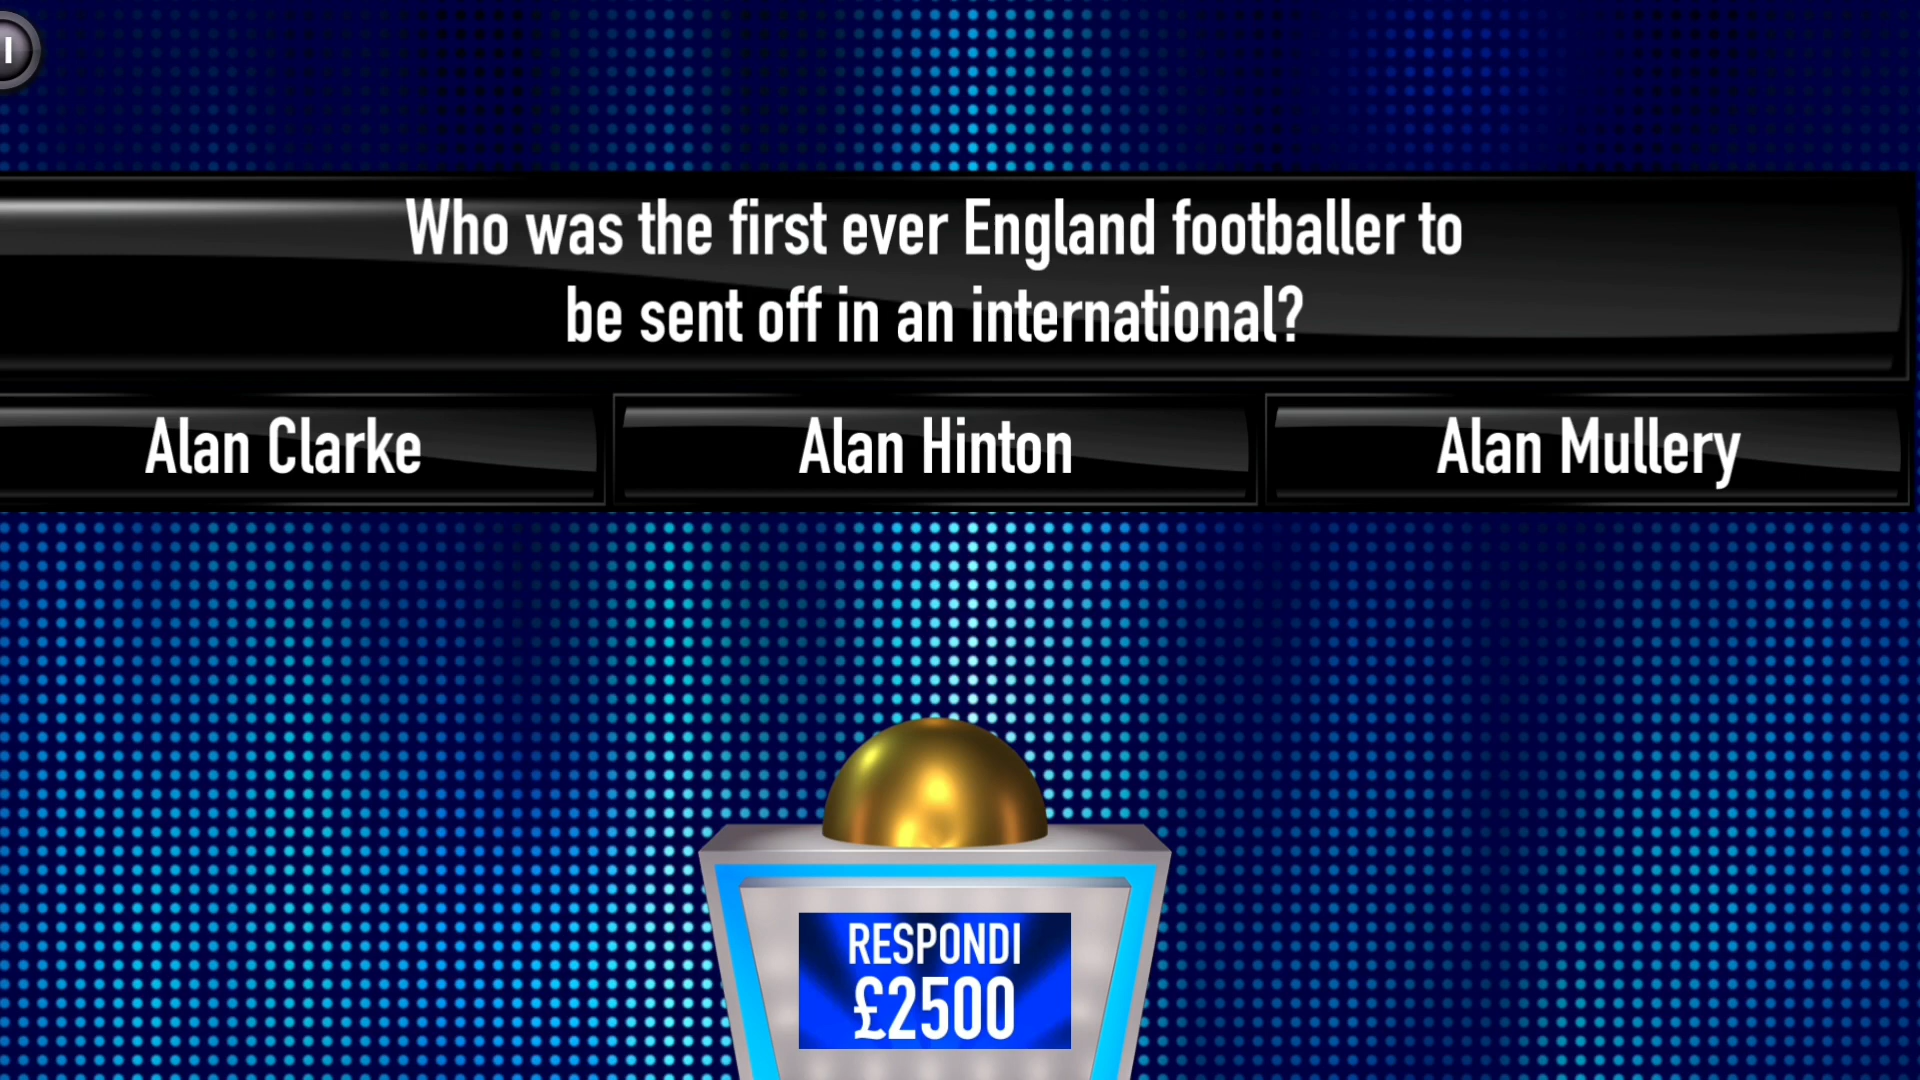 Who was the first ever England footballer to
be sent off in an international?
Alan Clarke
Alan Hinton
Alan Mullery
RESPONDI
£2500